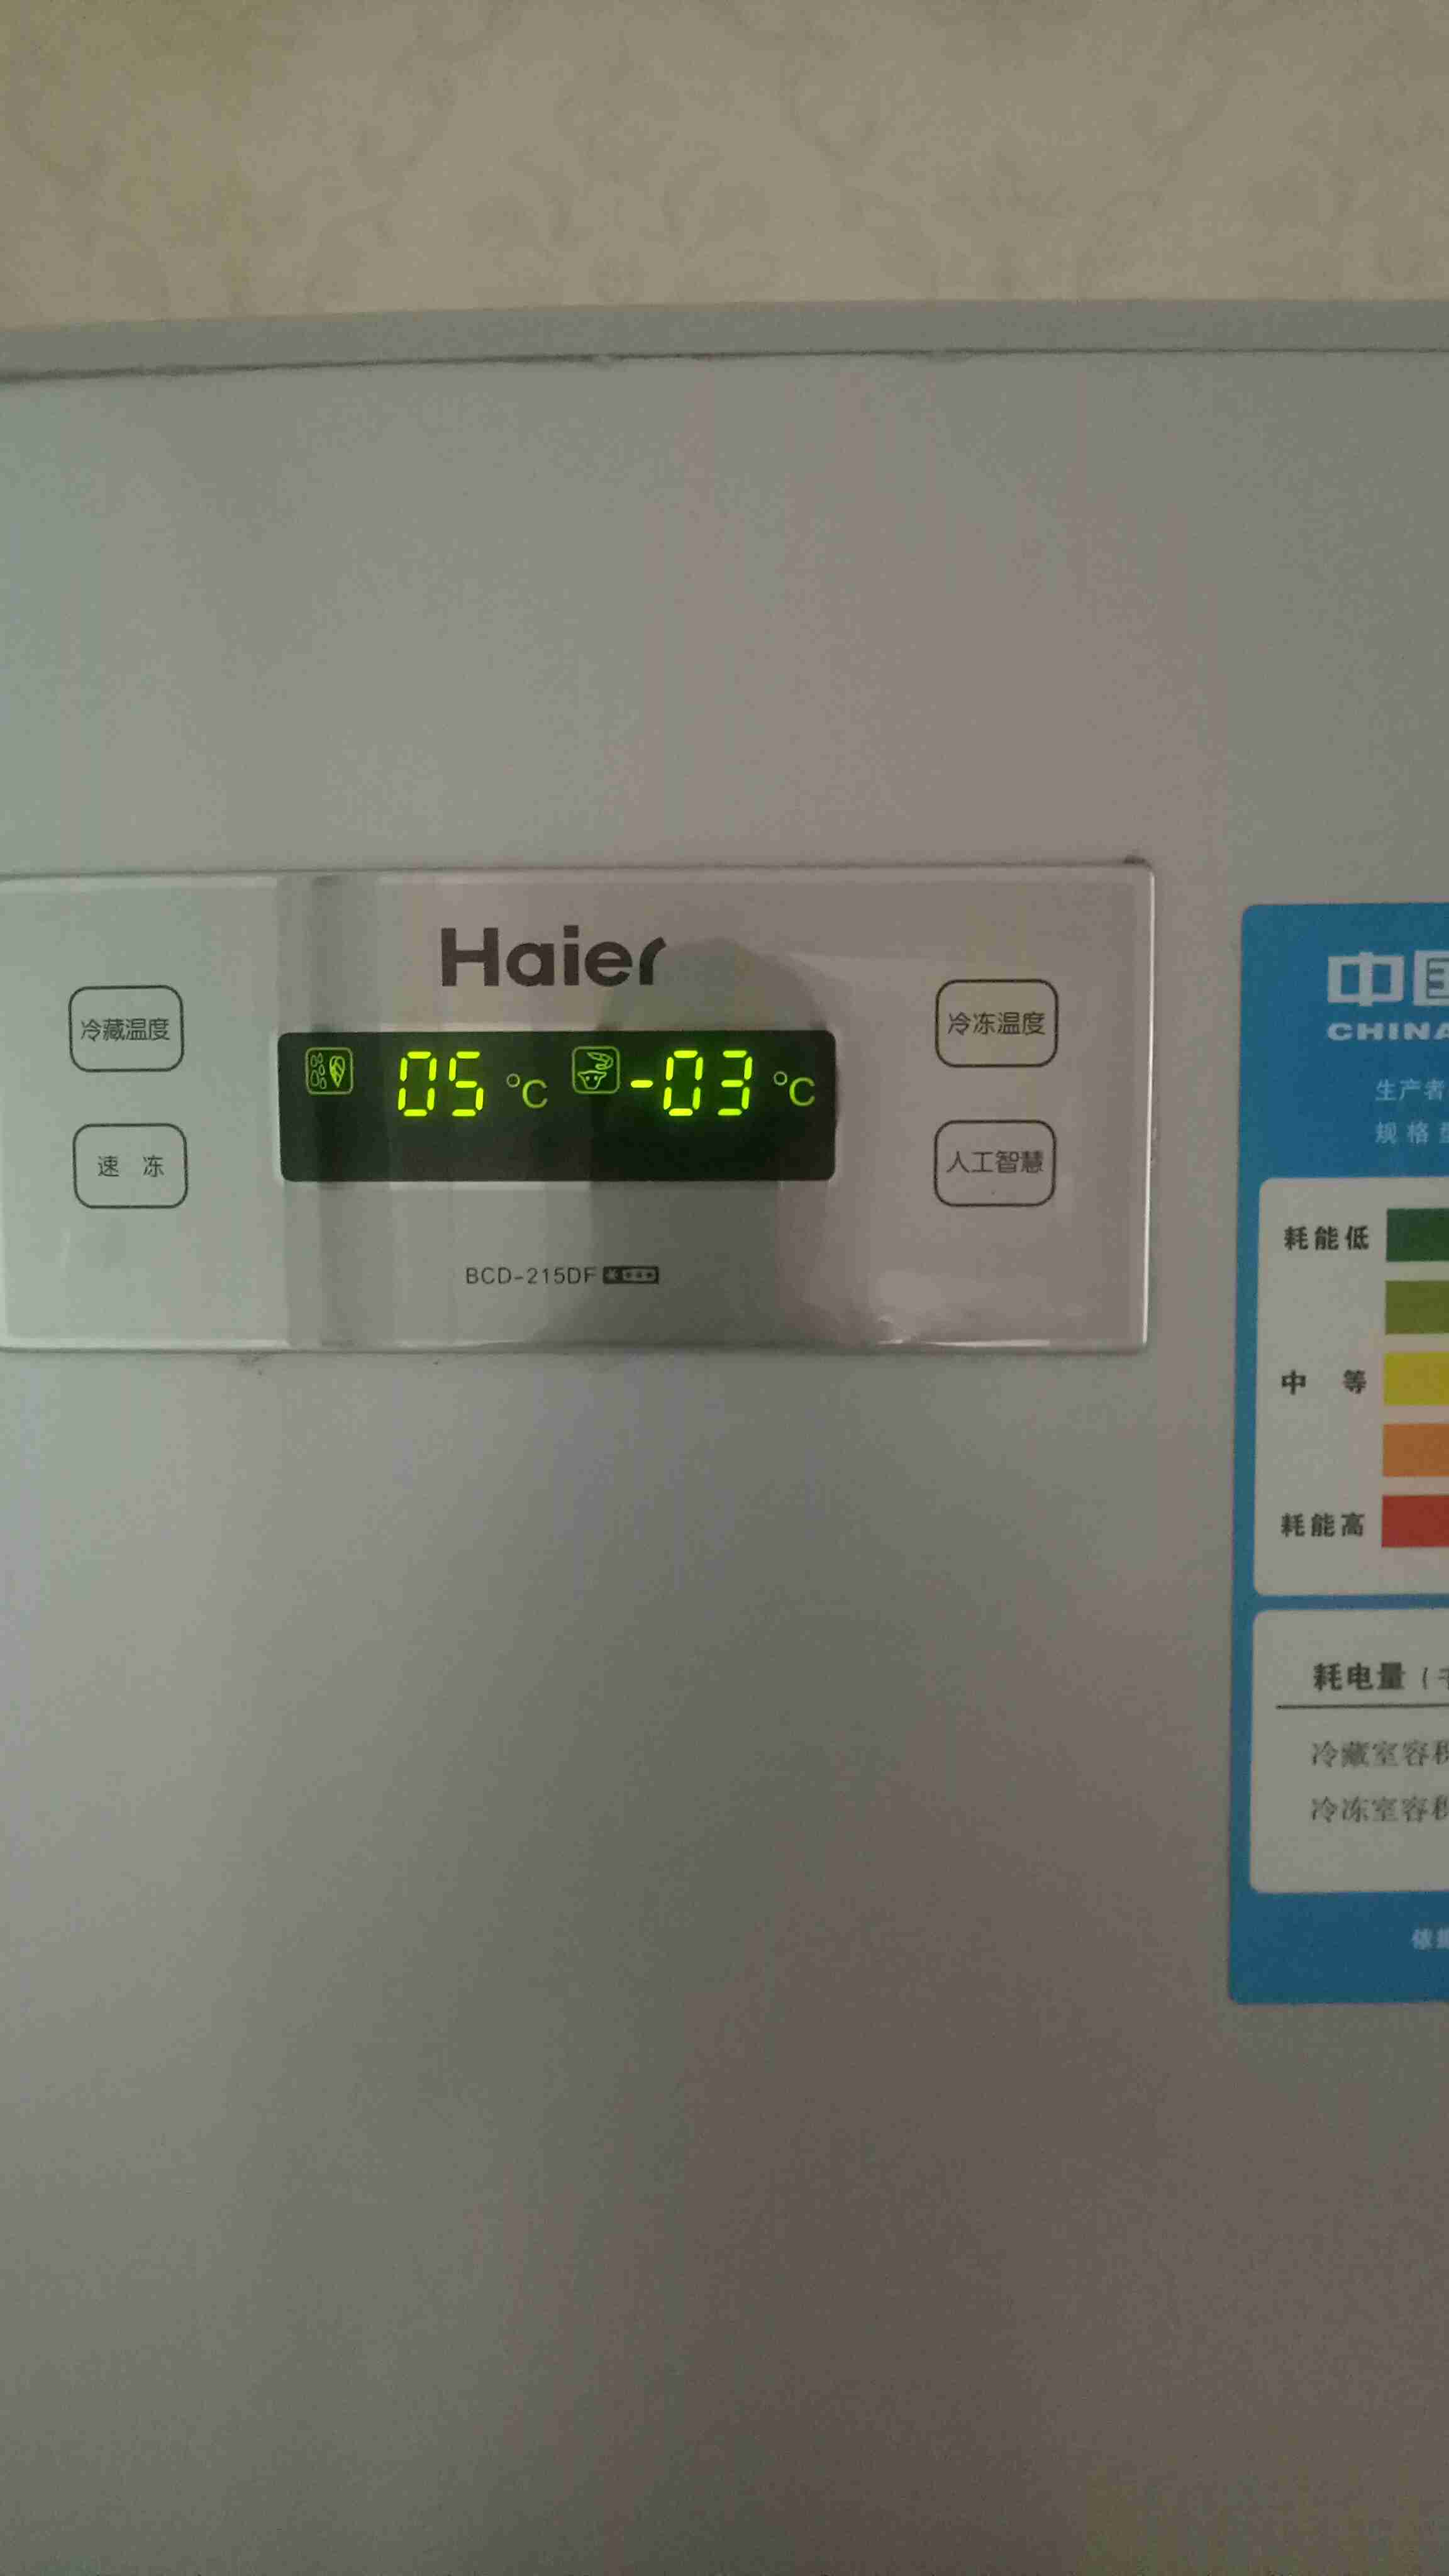 Haier
冷藏温度
冷冻温度
05 °C -03 °C
速 冻
人工智慧
BCD-215DF
中国
CHINA
生产者
规格
耗能低
中 等
耗能高
耗电量(
冷藏室容积
冷冻室容积
依据